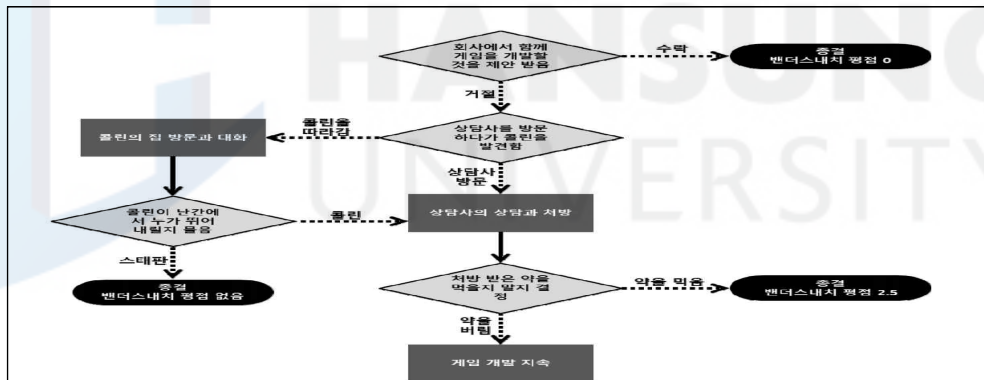 HANSUNG
UNIVERSITY
회사에서 함께
게임을 개발할
것을 제안 받음
수락
종결
밴더스내치 평점 0
거절
콜린의 집 방문과 대화
콜린을
따라감
상담사를 방문
하다가 콜린을
발견함
상담사
방문
콜린이 난간에
서 누가 뛰어
내릴지 물음
콜린
상담사의 상담과 처방
스태판
종결
밴더스내치 평점 없음
처방 받은 약을
먹을지 말지 결
정
약을 먹음
종결
밴더스내치 평점 2.5
약을
버림
게임 개발 지속